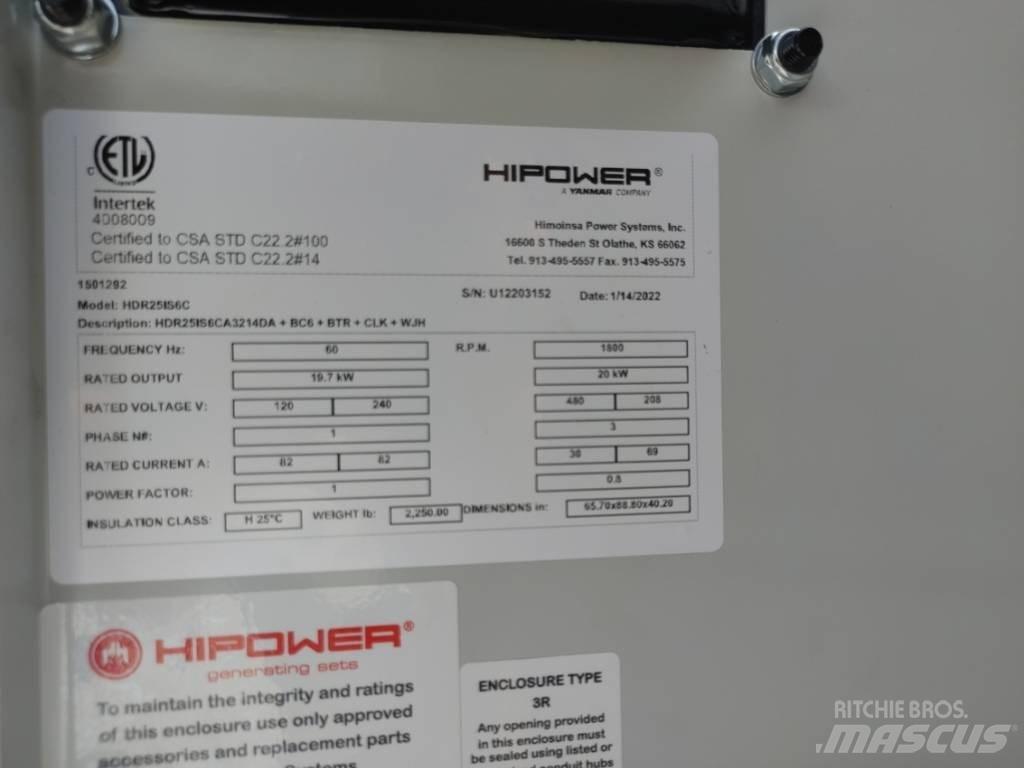 C ETL LISTED
Intertek
4008009
Certified to CSA STD C22.2#100
Certified to CSA STD C22.2#14
HIPOWER®
A YANMAR COMPANY
Himoinsa Power Systems, Inc.
16600 S Theden St Olathe, KS 66062
Tel. 913-495-5557 Fax. 913-495-5575
1501292
Model: HDR25IS6C
S/N: U12203152 Date: 1/14/2022
Description: HDR25IS6CA3214DA + BC6 + BTR + CLK + WJH
FREQUENCY Hz: 60 R.P.M. 1800
RATED OUTPUT 19.7 kW 20 kW
RATED VOLTAGE V: 120 240 480 208
PHASE Nº: 1 3
RATED CURRENT A: 82 82 30 69
POWER FACTOR: 1 0.8
INSULATION CLASS: H 25°C WEIGHT lb: 2,250.00 DIMENSIONS in: 65.70x88.80x40.20
HIPOWER®
generating sets
To maintain the integrity and ratings
of this enclosure use only approved
accessories and replacement parts
Systems
ENCLOSURE TYPE
3R
Any opening provided
in this enclosure must
be sealed using listed or
conduit hubs
RITCHIE BROS.
MASCUS